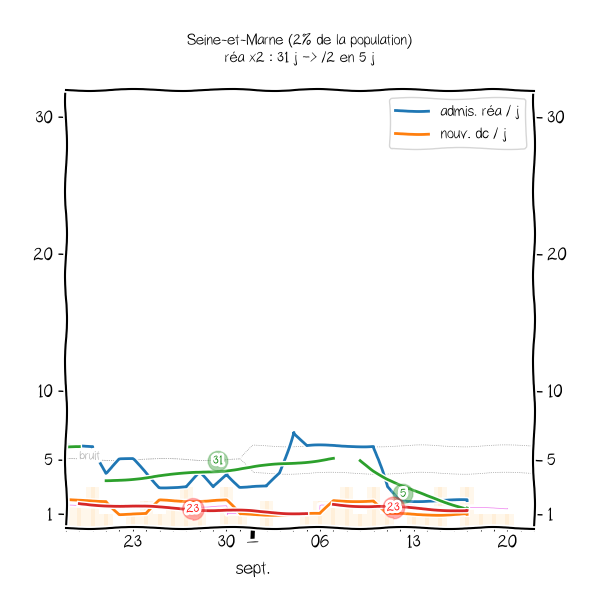 Seine-et-Marne (2% de la population)
réa x2 : 31 j -> /2 en 5 j
admis. réa / j
nouv. dc / j
30 30
20 20
10 10
5 5
1 1
bruit
31
5
23 23
23 30 06 13 20
sept.